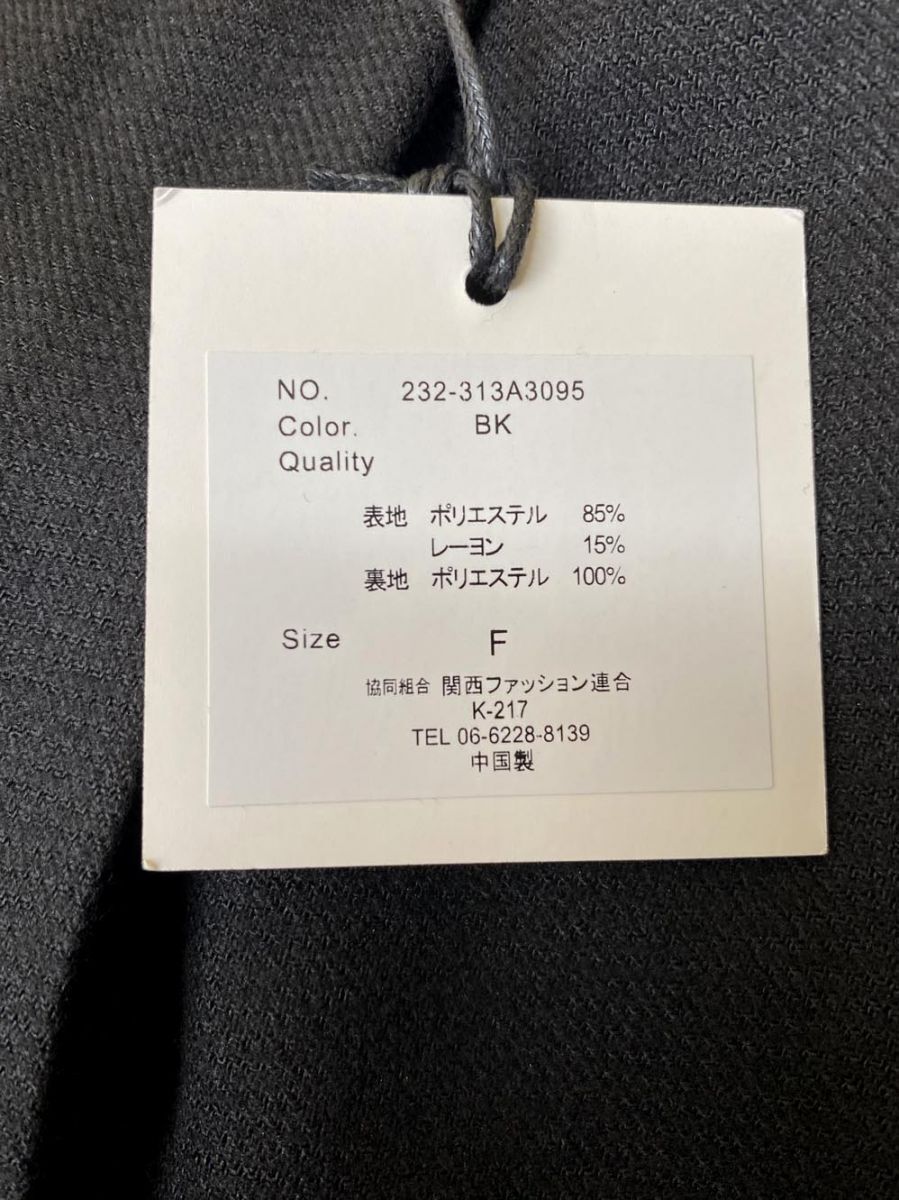 NO. 232-313A3095
Color. BK
Quality
表地 ポリエステル 85%
レーヨン 15%
裏地 ポリエステル 100%
Size F
協同組合 関西ファッション連合
K-217
TEL 06-6228-8139
中国製